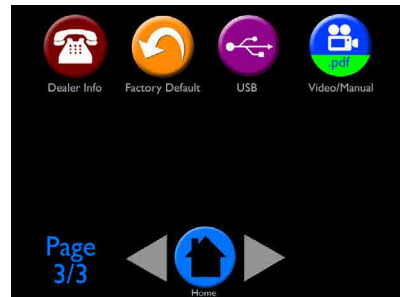 .pdf
Dealer Info
Factory Default
USB
Video/Manual
Page
3/3
Home